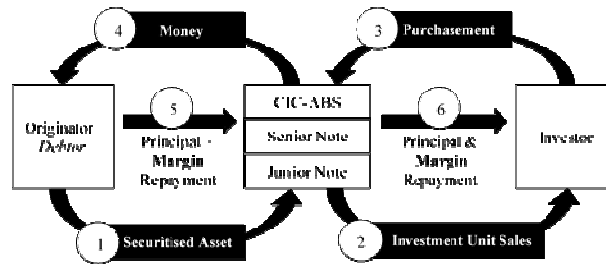 4
Money
3
Purchasement
Originator
Debtor
5
Principal +
Margin
Repayment
CIC-ABS
Senior Note
Junior Note
6
Principal &
Margin
Repayment
Investor
1
Securitised Asset
2
Investment Unit Sales